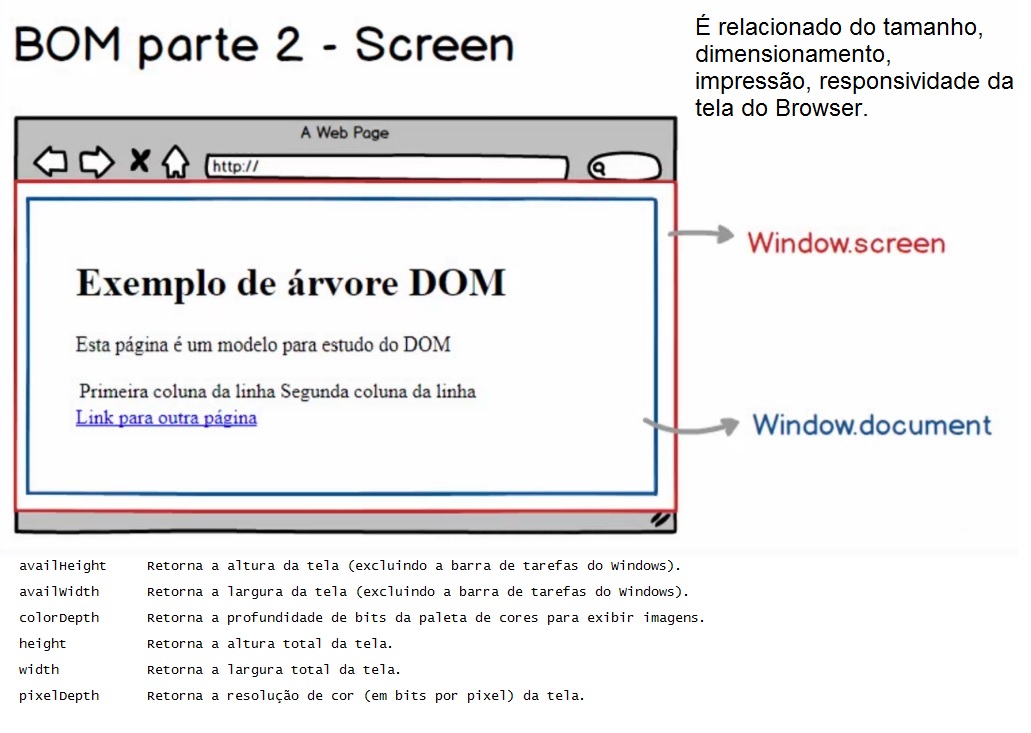 BOM parte 2 - Screen
É relacionado do tamanho,
dimensionamento,
impressão, responsividade da
tela do Browser.
A Web Page
http://
Window.screen
Exemplo de árvore DOM
Esta página é um modelo para estudo do DOM
Primeira coluna da linha Segunda coluna da linha
Link para outra página
Window.document
availHeight Retorna a altura da tela (excluindo a barra de tarefas do Windows).
availWidth Retorna a largura da tela (excluindo a barra de tarefas do Windows).
colorDepth Retorna a profundidade de bits da paleta de cores para exibir imagens.
height Retorna a altura total da tela.
width Retorna a largura total da tela.
pixelDepth Retorna a resolução de cor (em bits por pixel) da tela.